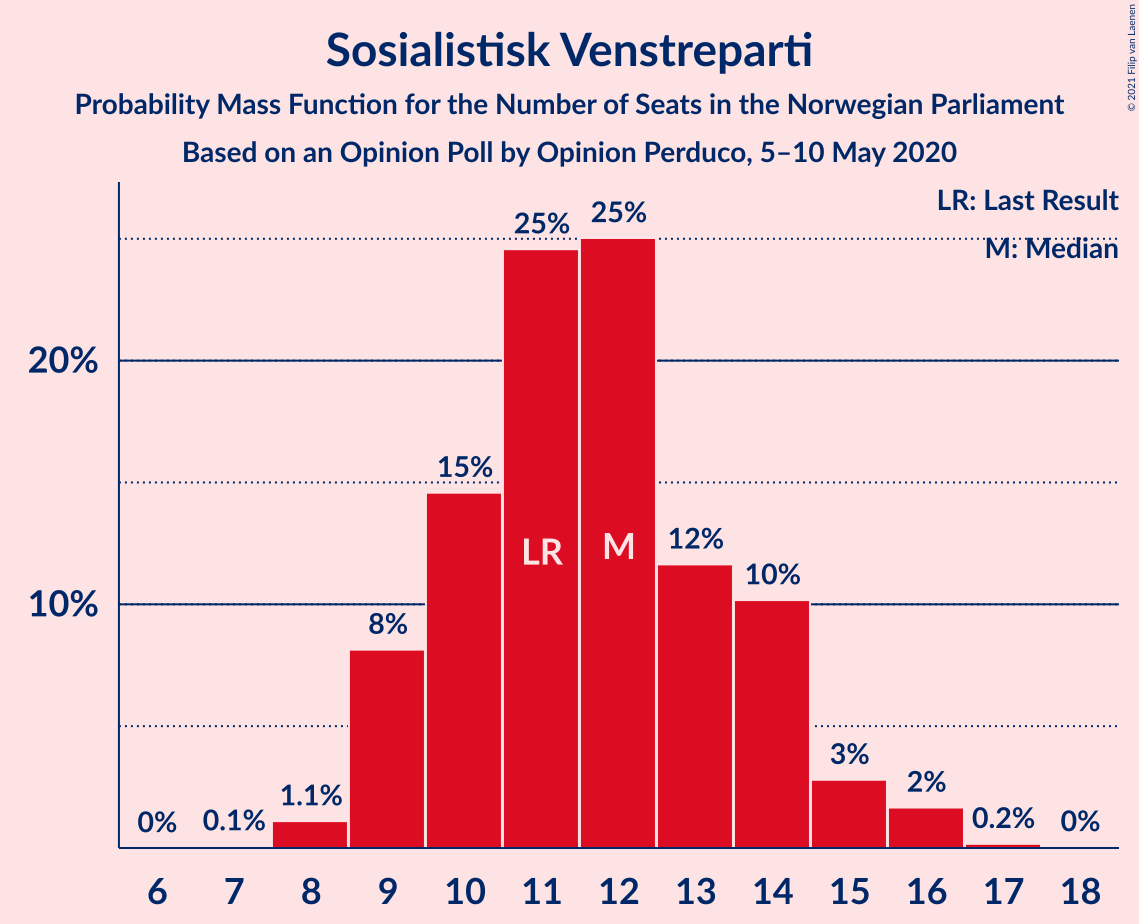 © 2021 Filip van Laenen
Sosialistisk Venstreparti
Probability Mass Function for the Number of Seats in the Norwegian Parliament
Based on an Opinion Poll by Opinion Perduco, 5–10 May 2020
LR: Last Result
M: Median
25%
25%
20%
15%
LR
M
12%
10%
10%
8%
3%
2%
1.1%
0%
0.1%
0.2%
0%
6 7 8 9 10 11 12 13 14 15 16 17 18